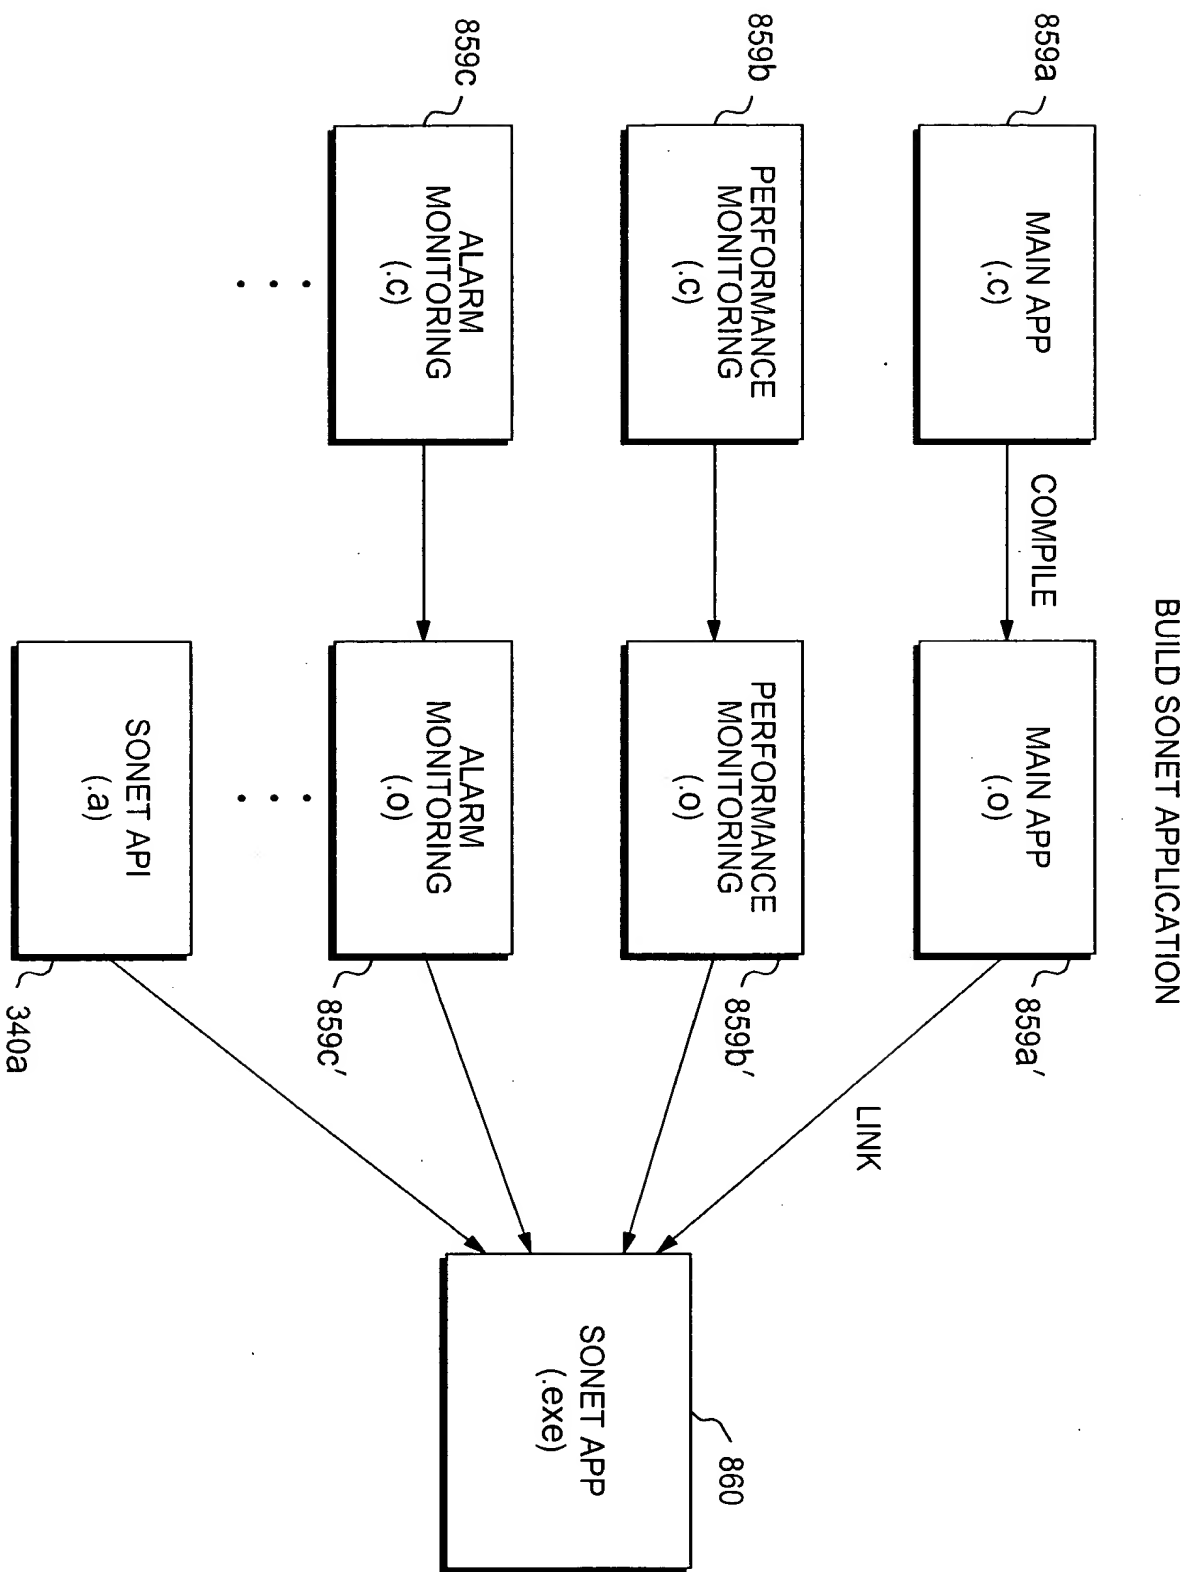 BUILD SONET APPLICATION
859a
MAIN APP
(.c)
COMPILE
MAIN APP
(.o)
859a′
LINK
859b
PERFORMANCE
MONITORING
(.c)
PERFORMANCE
MONITORING
(.o)
859b′
859c
ALARM
MONITORING
(.c)
ALARM
MONITORING
(.o)
859c′
SONET API
(.a)
340a
SONET APP
(.exe)
860